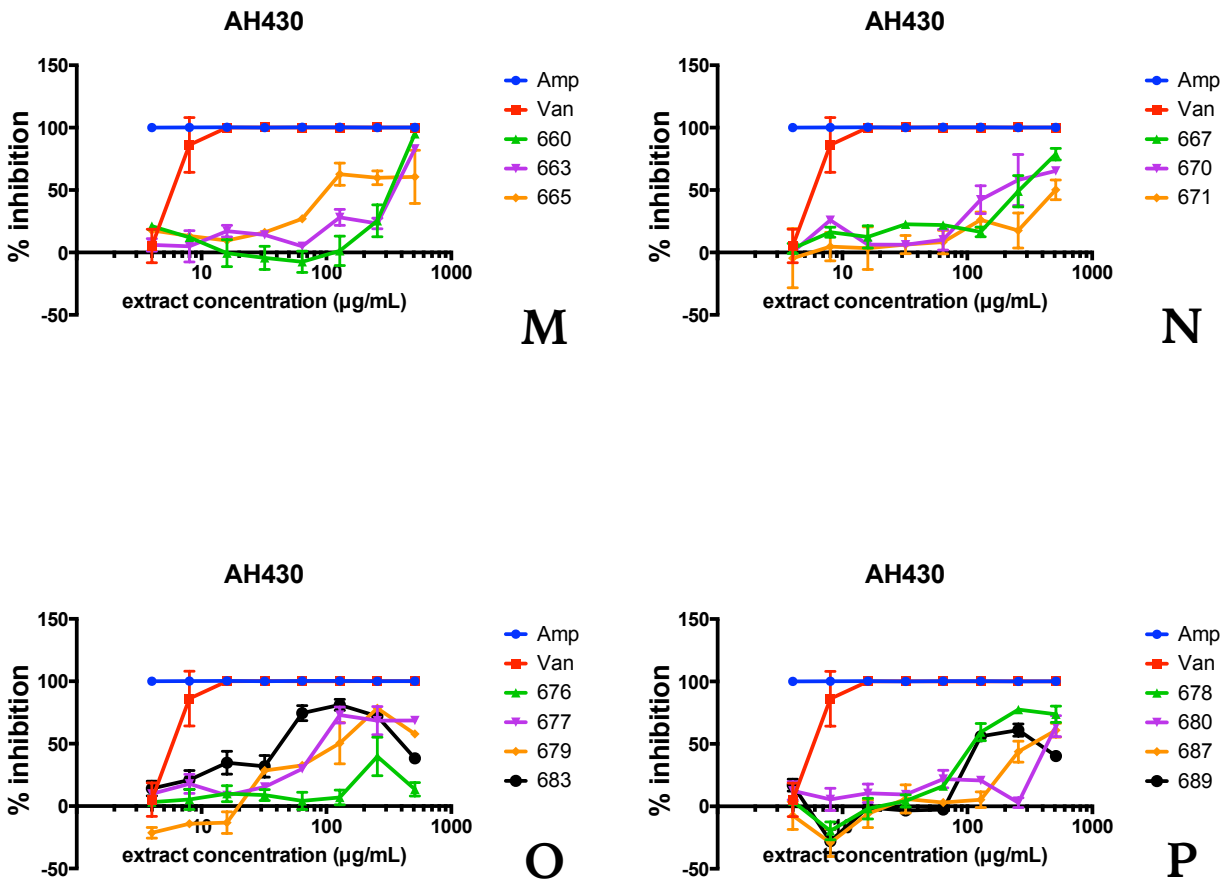 AH430
150
100
50
0
-50
% inhibition
10
100
1000
extract concentration (µg/mL)
Amp
Van
660
663
665
M
AH430
150
100
50
0
-50
% inhibition
10
100
1000
extract concentration (µg/mL)
Amp
Van
667
670
671
N
AH430
150
100
50
0
-50
% inhibition
10
100
1000
extract concentration (µg/mL)
Amp
Van
676
677
679
683
O
AH430
150
100
50
0
-50
% inhibition
10
100
1000
extract concentration (µg/mL)
Amp
Van
678
680
687
689
P